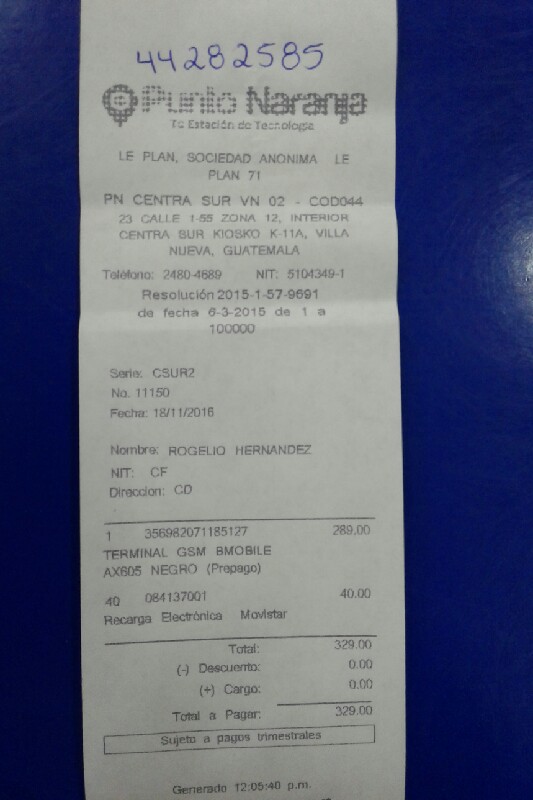 44282585
Punto Naranja
Tu Estación de Tecnología
LE PLAN, SOCIEDAD ANONIMA LE
PLAN 71
PN CENTRA SUR VN 02 - COD044
23 CALLE 1-55 ZONA 12, INTERIOR
CENTRA SUR KIOSKO K-11A, VILLA
NUEVA, GUATEMALA
Teléfono: 2480-4689 NIT: 5104349-1
Resolución 2015-1-57-9691
de fecha 6-3-2015 de 1 a
100000
Serie: CSUR2
No. 11150
Fecha: 18/11/2016
Nombre: ROGELIO HERNANDEZ
NIT: CF
Direccion: CD
1 356982071185127 289.00
TERMINAL GSM BMOBILE
AX605 NEGRO (Prepago)
40 084137001 40.00
Recarga Electrónica Movistar
Total: 329.00
(-) Descuento: 0.00
(+) Cargo: 0.00
Total a Pagar: 329.00
Sujeto a pagos trimestrales
Generado 12:05:40 p.m.